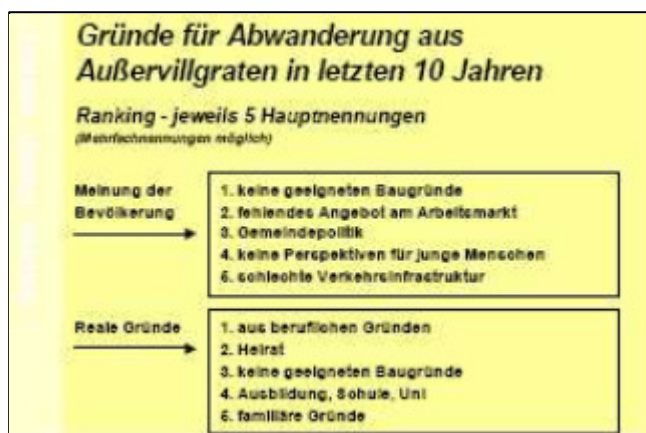 Gründe für Abwanderung aus
Außervillgraten in letzten 10 Jahren
Ranking - jeweils 5 Hauptnennungen
(Mehrfachnennungen möglich)
Meinung der
Bevölkerung
1. keine geeigneten Baugründe
2. fehlendes Angebot am Arbeitsmarkt
3. Gemeindepolitik
4. keine Perspektiven für junge Menschen
5. schlechte Verkehrsinfrastruktur
Reale Gründe
1. aus beruflichen Gründen
2. Heirat
3. keine geeigneten Baugründe
4. Ausbildung, Schule, Uni
5. familiäre Gründe